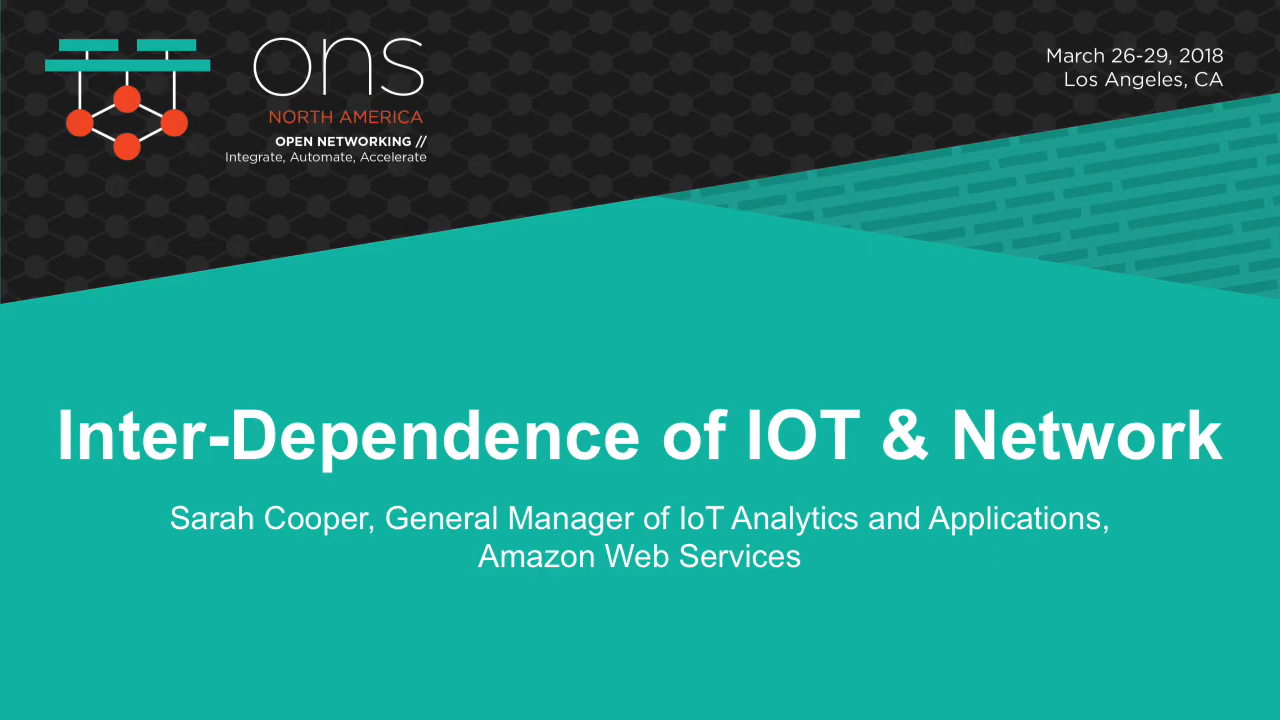 ons
NORTH AMERICA
OPEN NETWORKING //
Integrate, Automate, Accelerate
March 26-29, 2018
Los Angeles, CA
Inter-Dependence of IOT & Network
Sarah Cooper, General Manager of IoT Analytics and Applications,
Amazon Web Services